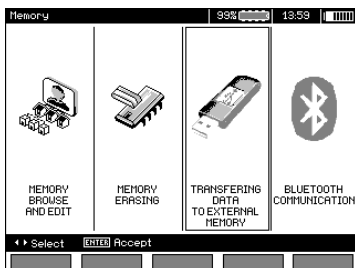 Memory 99% 13:59
MEMORY
BROWSE
AND EDIT
MEMORY
ERASING
TRANSFERING
DATA
TO EXTERNAL
MEMORY
BLUETOOTH
COMMUNICATION
Select ENTER Accept